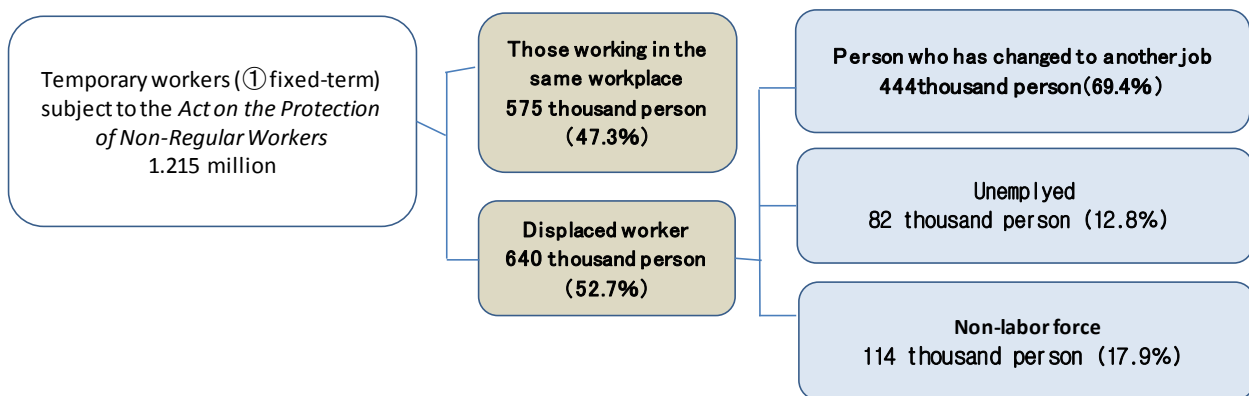 Temporary workers (① fixed-term)
subject to the Act on the Protection
of Non-Regular Workers
1.215 million
Those working in the
same workplace
575 thousand person
(47.3%)
Displaced worker
640 thousand person
(52.7%)
Person who has changed to another job
444thousand person(69.4%)
Unemplyed
82 thousand person (12.8%)
Non-labor force
114 thousand person (17.9%)